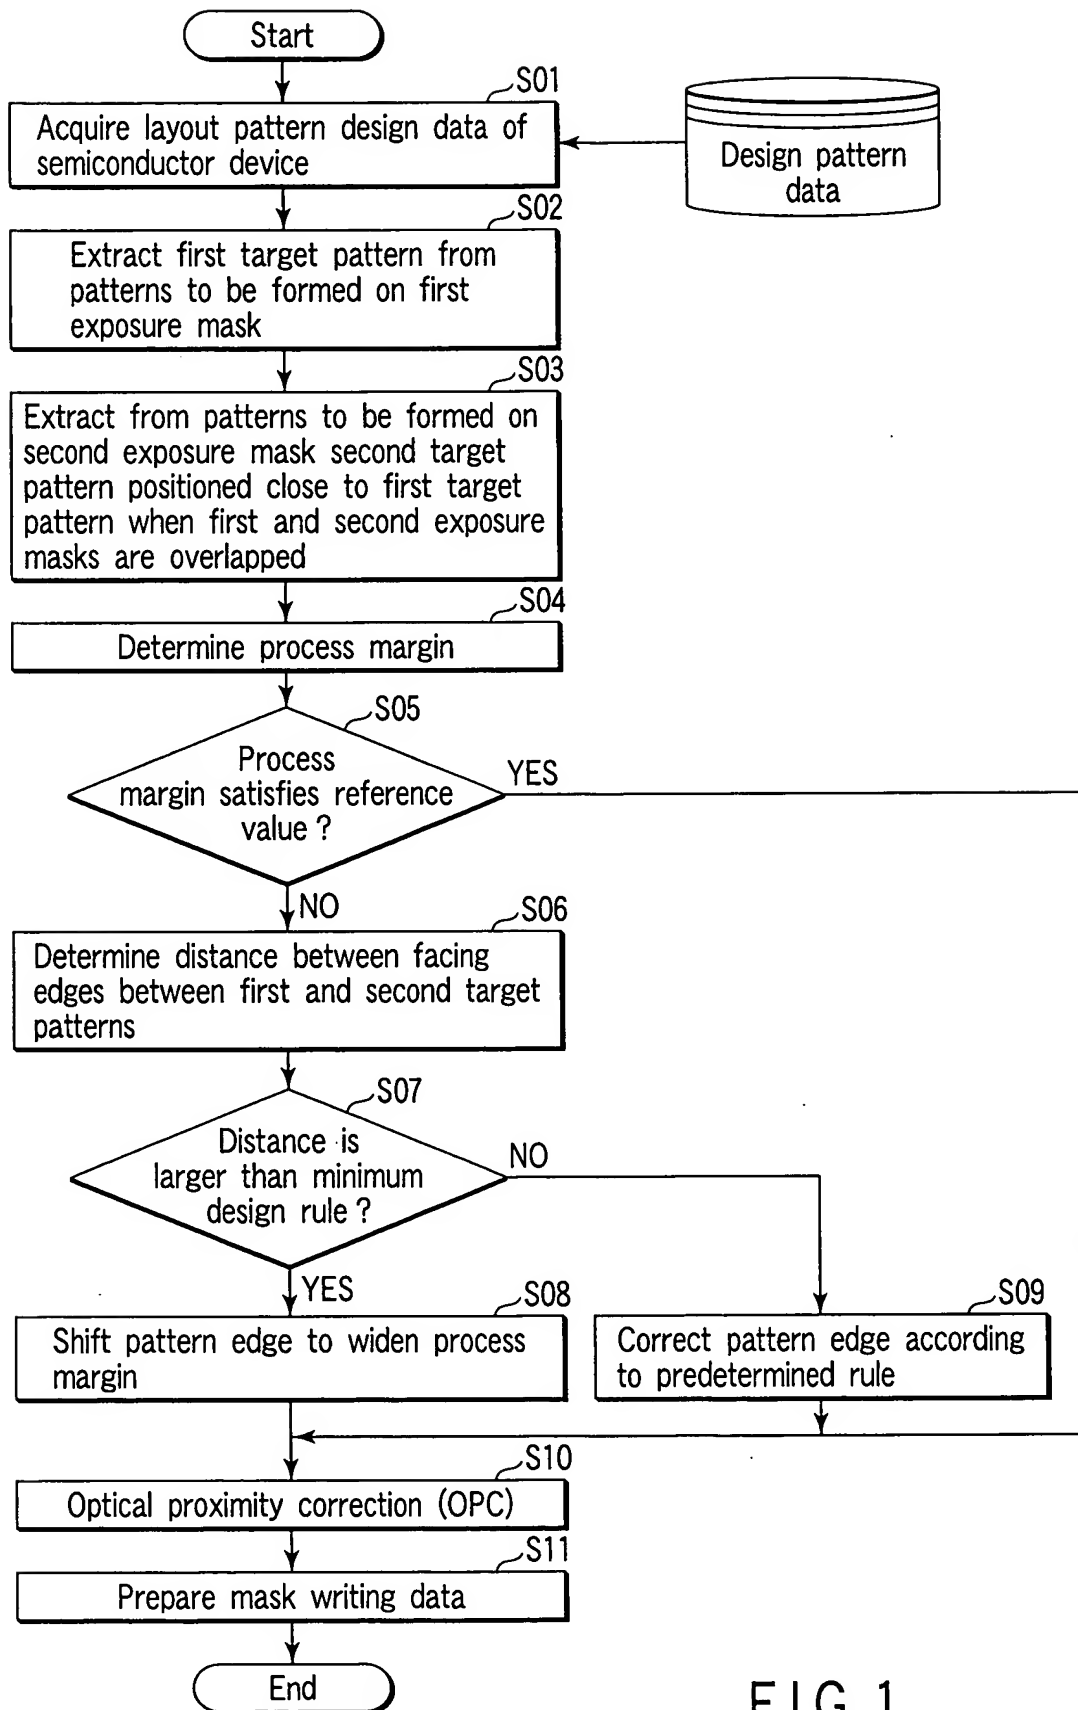 Start
S01
Acquire layout pattern design data of
semiconductor device
Design pattern
data
S02
Extract first target pattern from
patterns to be formed on first
exposure mask
S03
Extract from patterns to be formed on
second exposure mask second target
pattern positioned close to first target
pattern when first and second exposure
masks are overlapped
S04
Determine process margin
S05
Process
margin satisfies reference
value ?
YES
NO
S06
Determine distance between facing
edges between first and second target
patterns
S07
Distance is
larger than minimum
design rule ?
NO
YES
S08
Shift pattern edge to widen process
margin
S09
Correct pattern edge according
to predetermined rule
S10
Optical proximity correction (OPC)
S11
Prepare mask writing data
End
FIG. 1